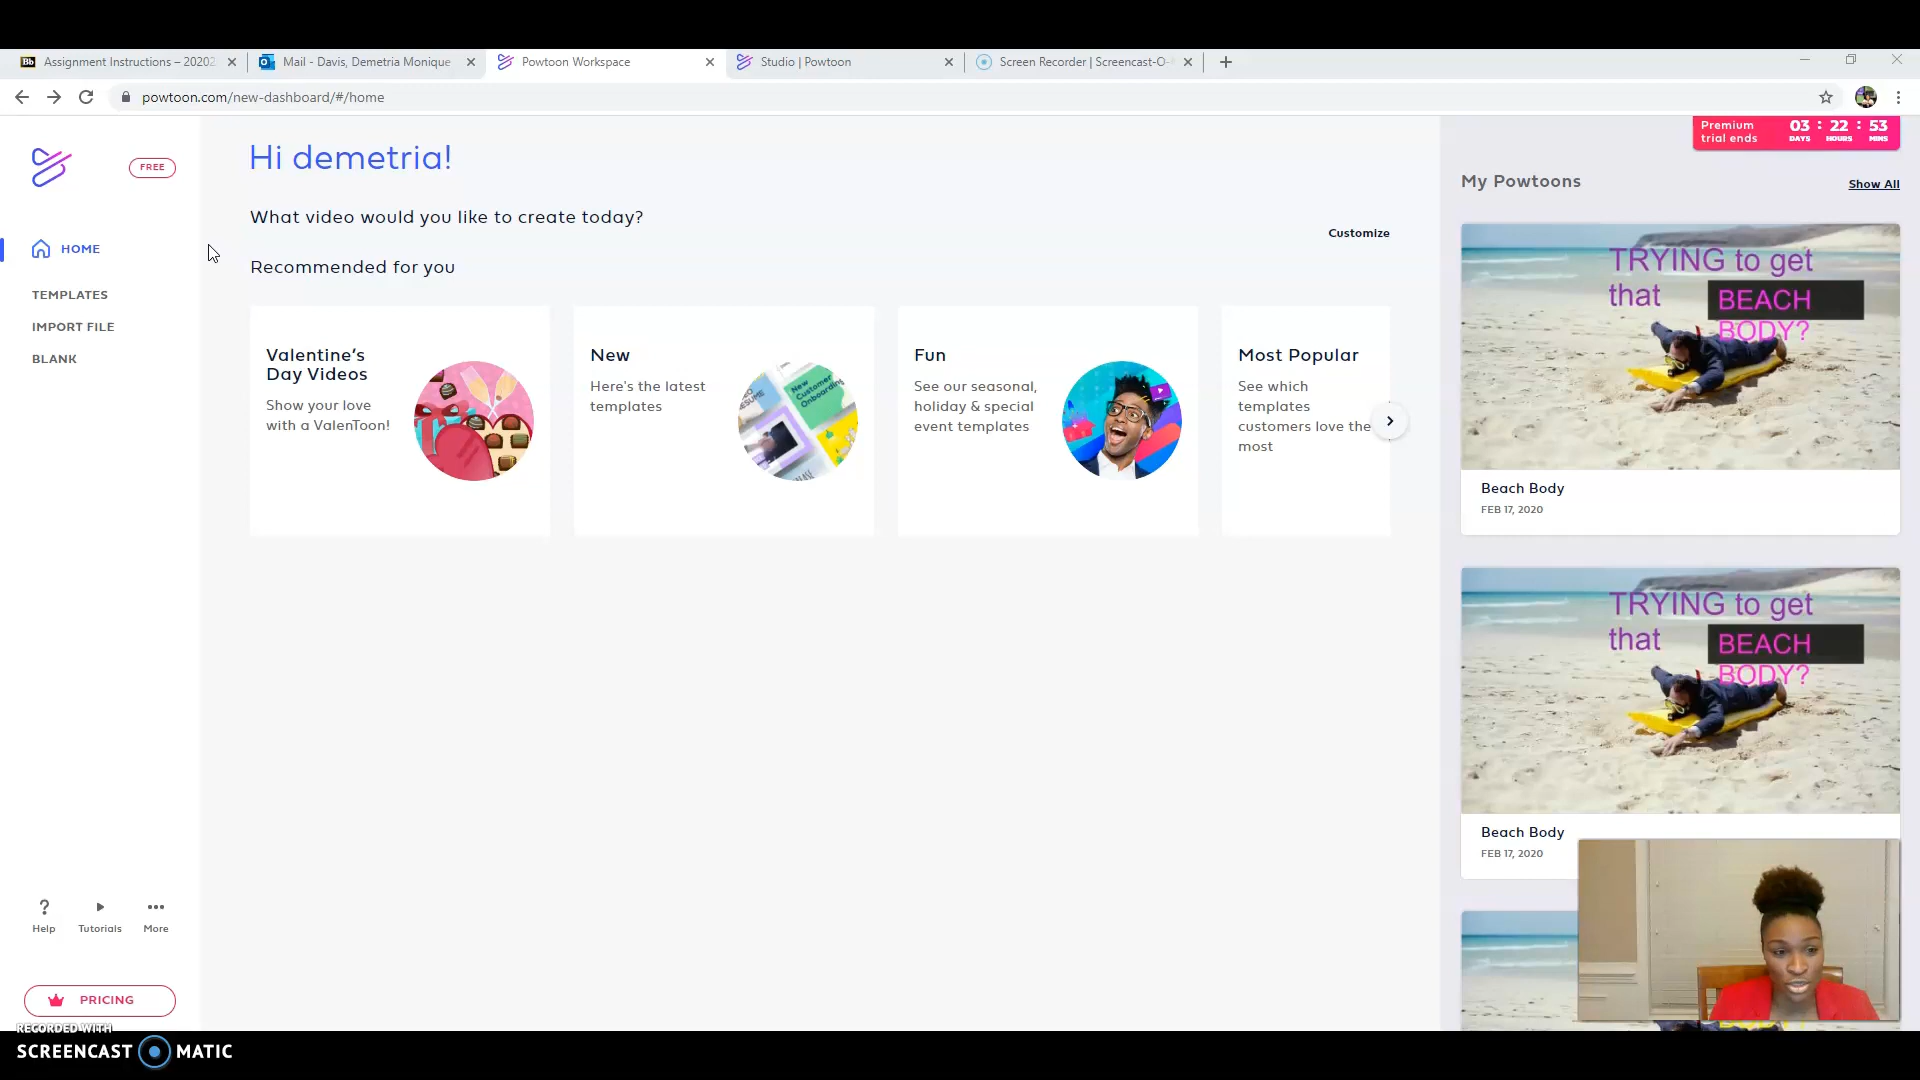 Bb Assignment Instructions – 20202
Mail - Davis, Demetria Monique
Powtoon Workspace
Studio | Powtoon
Screen Recorder | Screencast-O-
powtoon.com/new-dashboard/#/home
FREE
HOME
TEMPLATES
IMPORT FILE
BLANK
Help
Tutorials
More
PRICING
Hi demetria!
What video would you like to create today?
Customize
Recommended for you
Valentine's
Day Videos
Show your love
with a ValenToon!
New
Here's the latest
templates
New
Customer
Onboarding
Fun
See our seasonal,
holiday & special
event templates
Most Popular
See which
templates
customers love the
most
Premium
trial ends
03 : 22 : 53
DAYS HOURS MINS
My Powtoons
Show All
TRYING to get
that BEACH
BODY?
Beach Body
FEB 17, 2020
TRYING to get
that BEACH
BODY?
Beach Body
FEB 17, 2020
RECORDED WITH
SCREENCAST MATIC